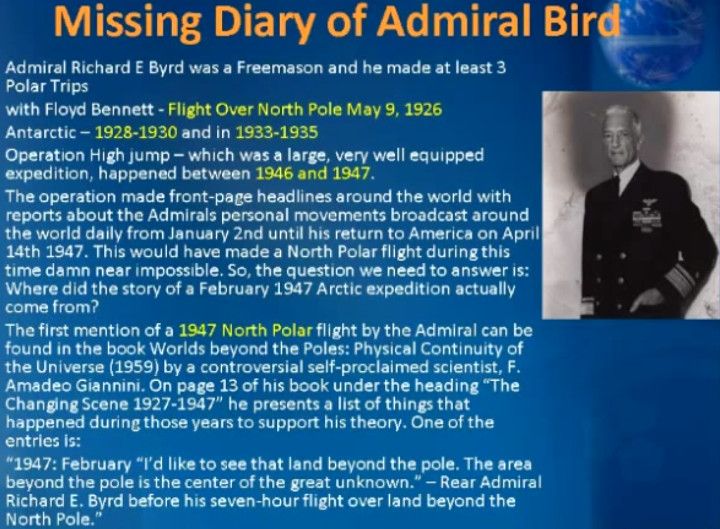 Missing Diary of Admiral Bird
Admiral Richard E Byrd was a Freemason and he made at least 3
Polar Trips
with Floyd Bennett - Flight Over North Pole May 9, 1926
Antarctic – 1928-1930 and in 1933-1935
Operation High jump – which was a large, very well equipped
expedition, happened between 1946 and 1947.
The operation made front-page headlines around the world with
reports about the Admirals personal movements broadcast around
the world daily from January 2nd until his return to America on April
14th 1947. This would have made a North Polar flight during this
time damn near impossible. So, the question we need to answer is:
Where did the story of a February 1947 Arctic expedition actually
come from?
The first mention of a 1947 North Polar flight by the Admiral can be
found in the book Worlds beyond the Poles: Physical Continuity of
the Universe (1959) by a controversial self-proclaimed scientist, F.
Amadeo Giannini. On page 13 of his book under the heading “The
Changing Scene 1927-1947” he presents a list of things that
happened during those years to support his theory. One of the
entries is:
“1947: February “I’d like to see that land beyond the pole. The area
beyond the pole is the center of the great unknown.” – Rear Admiral
Richard E. Byrd before his seven-hour flight over land beyond the
North Pole.”